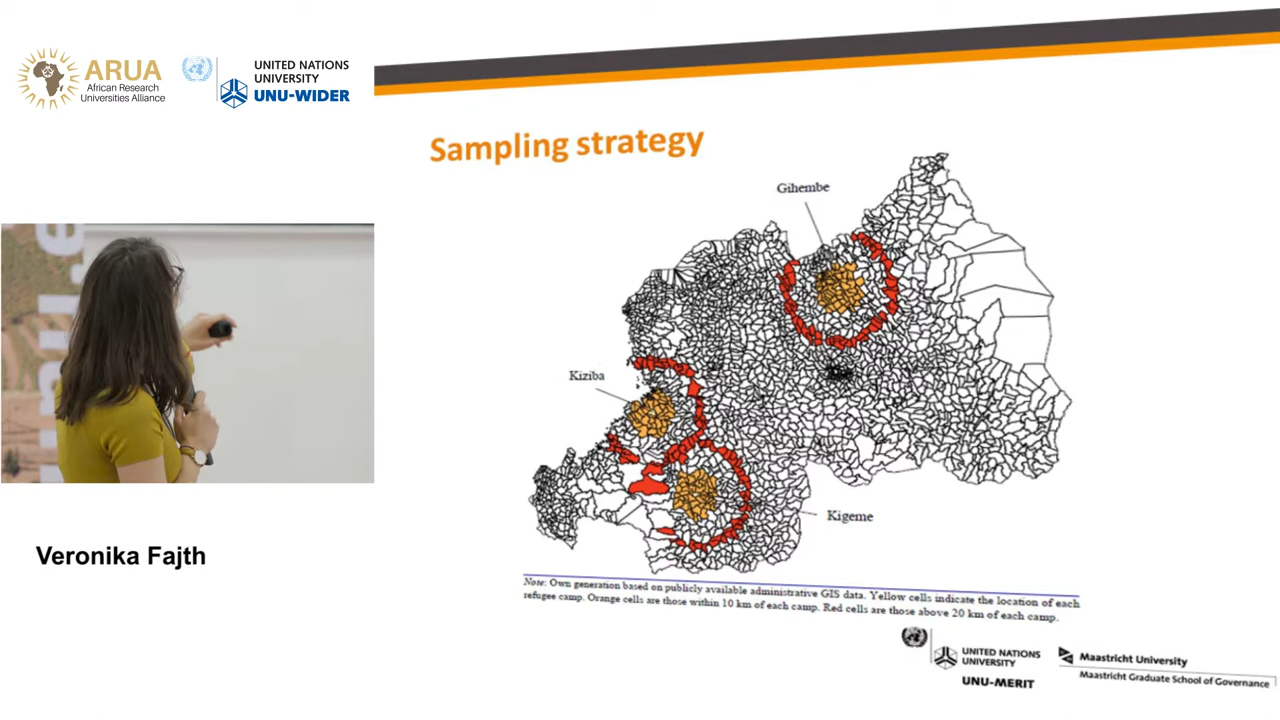 ARUA
African Research
Universities Alliance
UNITED NATIONS
UNIVERSITY
UNU-WIDER
Sampling strategy
Gihembe
Kiziba
Kigeme
Veronika Fajth
Note: Own generation based on publicly available administrative GIS data. Yellow cells indicate the location of each
refugee camp. Orange cells are those within 10 km of each camp. Red cells are those above 20 km of each camp.
UNITED NATIONS
UNIVERSITY
UNU-MERIT
Maastricht University
Maastricht Graduate School of Governance